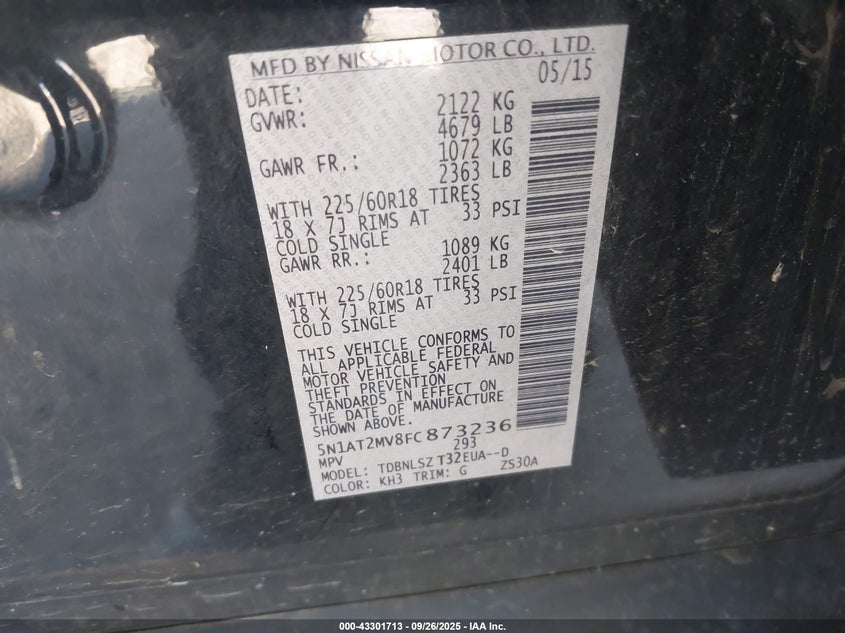 MFD BY NISSAN MOTOR CO., LTD.
DATE: 05/15
GVWR: 2122 KG
4679 LB
GAWR FR.: 1072 KG
2363 LB
WITH 225/60R18 TIRES
18 X 7J RIMS AT 33 PSI
COLD SINGLE
GAWR RR.: 1089 KG
2401 LB
WITH 225/60R18 TIRES
18 X 7J RIMS AT 33 PSI
COLD SINGLE
THIS VEHICLE CONFORMS TO
ALL APPLICABLE FEDERAL
MOTOR VEHICLE SAFETY AND
THEFT PREVENTION
STANDARDS IN EFFECT ON
THE DATE OF MANUFACTURE
SHOWN ABOVE.
5N1AT2MV8FC873236
MPV 293
MODEL: TDBNLSZ T32EUA--D
COLOR: KH3 TRIM: G ZS30A
000-43301713 - 09/26/2025 - IAA Inc.